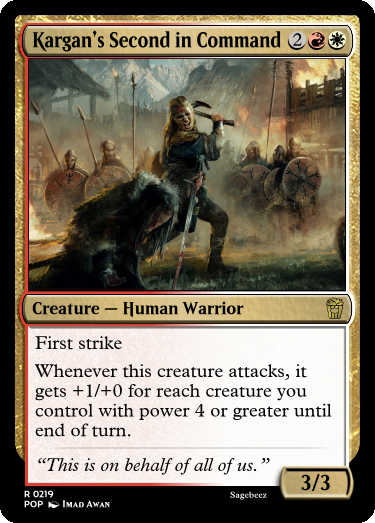 Kargan's Second in Command 2
Creature — Human Warrior
First strike
Whenever this creature attacks, it
gets +1/+0 for reach creature you
control with power 4 or greater until
end of turn.
“This is on behalf of all of us.”
3/3
R 0219
POP Imad Awan
Sagebeez